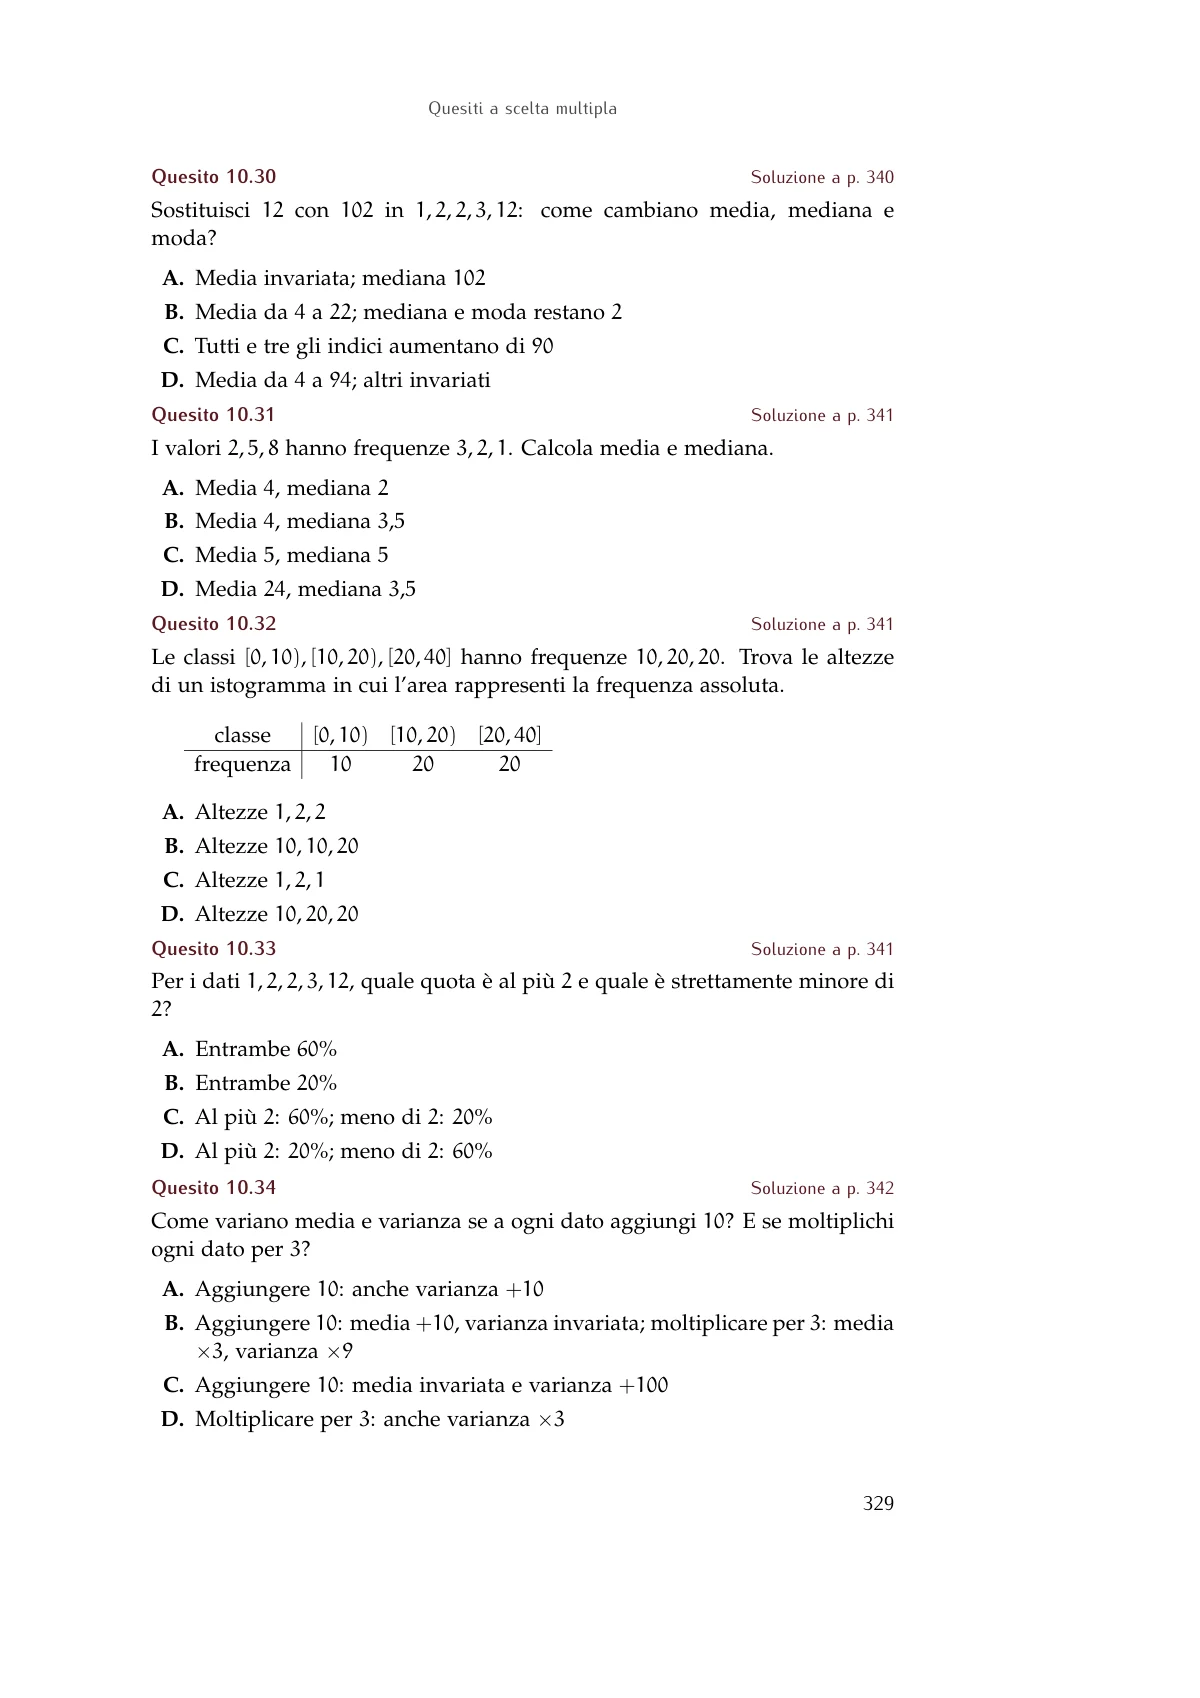 Quesiti a scelta multipla
Quesito 10.30 Soluzione a p. 340
Sostituisci 12 con 102 in 1, 2, 2, 3, 12: come cambiano media, mediana e
moda?
A. Media invariata; mediana 102
B. Media da 4 a 22; mediana e moda restano 2
C. Tutti e tre gli indici aumentano di 90
D. Media da 4 a 94; altri invariati
Quesito 10.31 Soluzione a p. 341
I valori 2, 5, 8 hanno frequenze 3, 2, 1. Calcola media e mediana.
A. Media 4, mediana 2
B. Media 4, mediana 3,5
C. Media 5, mediana 5
D. Media 24, mediana 3,5
Quesito 10.32 Soluzione a p. 341
Le classi [0, 10), [10, 20), [20, 40] hanno frequenze 10, 20, 20. Trova le altezze
di un istogramma in cui l'area rappresenti la frequenza assoluta.
classe [0, 10) [10, 20) [20, 40]
frequenza 10 20 20
A. Altezze 1, 2, 2
B. Altezze 10, 10, 20
C. Altezze 1, 2, 1
D. Altezze 10, 20, 20
Quesito 10.33 Soluzione a p. 341
Per i dati 1, 2, 2, 3, 12, quale quota è al più 2 e quale è strettamente minore di
2?
A. Entrambe 60%
B. Entrambe 20%
C. Al più 2: 60%; meno di 2: 20%
D. Al più 2: 20%; meno di 2: 60%
Quesito 10.34 Soluzione a p. 342
Come variano media e varianza se a ogni dato aggiungi 10? E se moltiplichi
ogni dato per 3?
A. Aggiungere 10: anche varianza +10
B. Aggiungere 10: media +10, varianza invariata; moltiplicare per 3: media
×3, varianza ×9
C. Aggiungere 10: media invariata e varianza +100
D. Moltiplicare per 3: anche varianza ×3
329